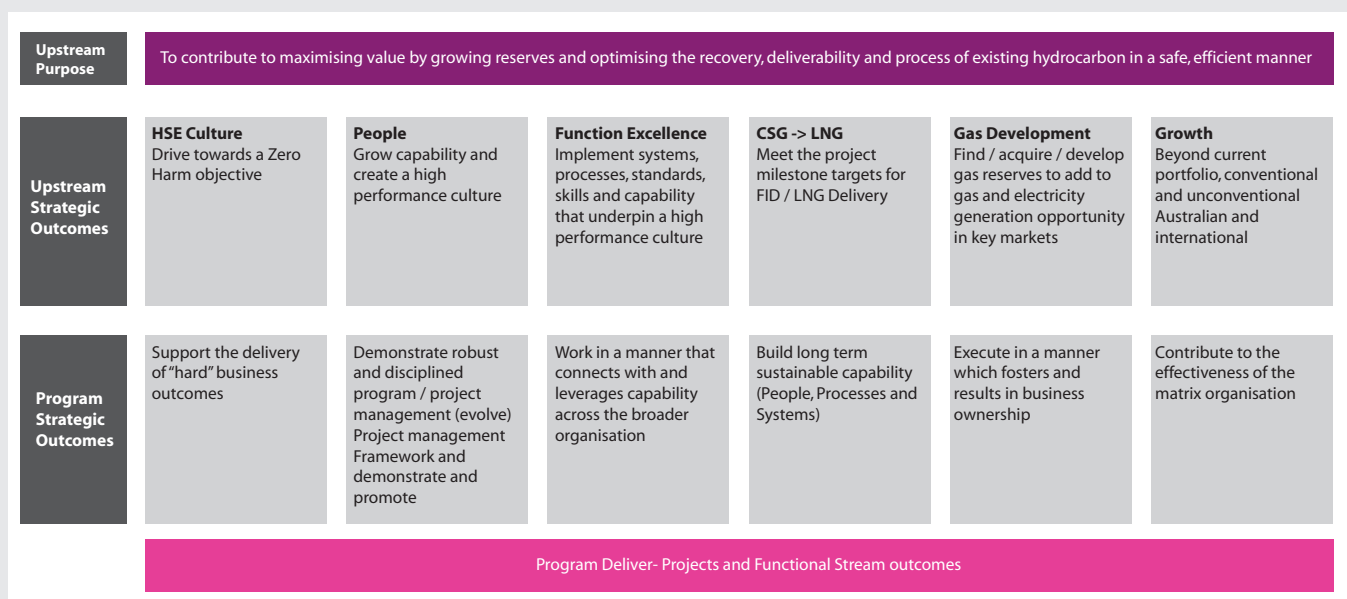 Upstream
Purpose
To contribute to maximising value by growing reserves and optimising the recovery, deliverability and process of existing hydrocarbon in a safe, efficient manner
Upstream
Strategic
Outcomes
HSE Culture
Drive towards a Zero
Harm objective
People
Grow capability and
create a high
performance culture
Function Excellence
Implement systems,
processes, standards,
skills and capability
that underpin a high
performance culture
CSG -> LNG
Meet the project
milestone targets for
FID / LNG Delivery
Gas Development
Find / acquire / develop
gas reserves to add to
gas and electricity
generation opportunity
in key markets
Growth
Beyond current
portfolio, conventional
and unconventional
Australian and
international
Program
Strategic
Outcomes
Support the delivery
of "hard" business
outcomes
Demonstrate robust
and disciplined
program / project
management (evolve)
Project management
Framework and
demonstrate and
promote
Work in a manner that
connects with and
leverages capability
across the broader
organisation
Build long term
sustainable capability
(People, Processes and
Systems)
Execute in a manner
which fosters and
results in business
ownership
Contribute to the
effectiveness of the
matrix organisation
Program Deliver- Projects and Functional Stream outcomes